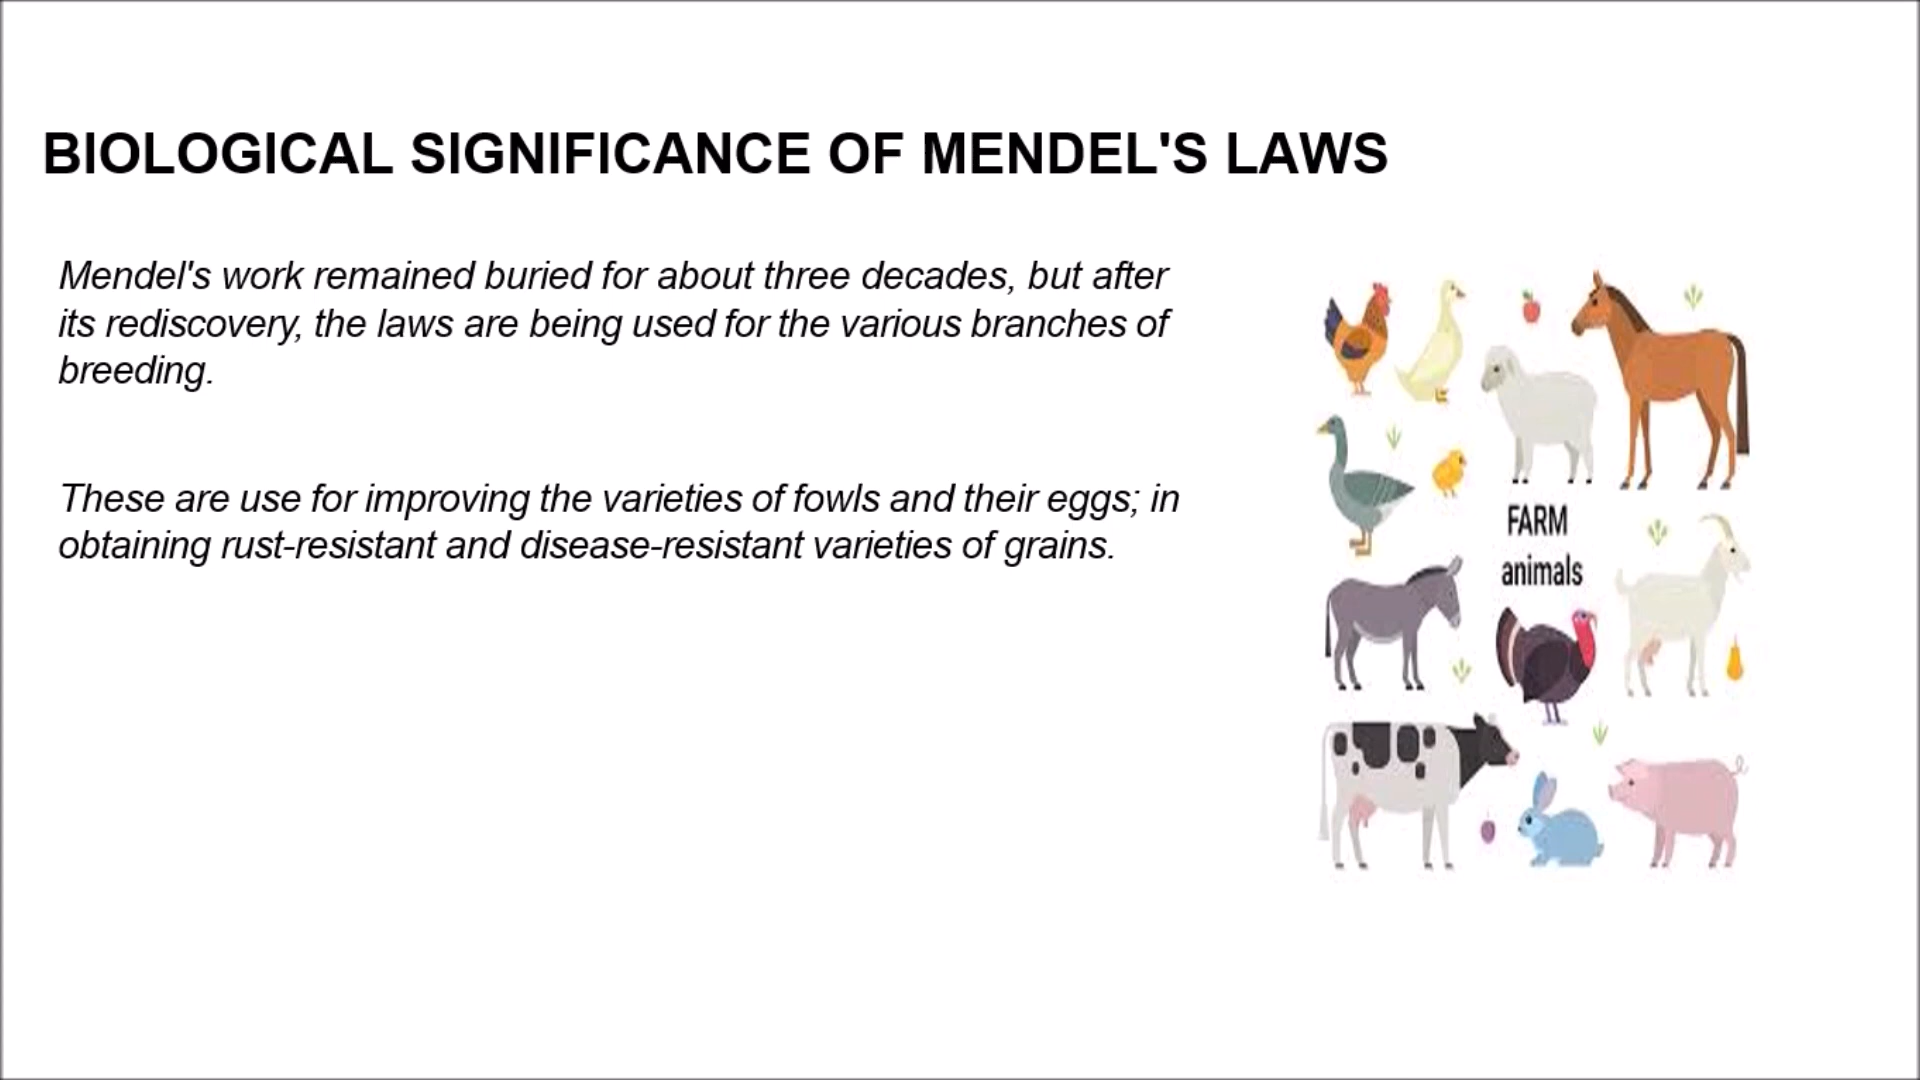 BIOLOGICAL SIGNIFICANCE OF MENDEL'S LAWS
Mendel's work remained buried for about three decades, but after
its rediscovery, the laws are being used for the various branches of
breeding.
These are use for improving the varieties of fowls and their eggs; in
obtaining rust-resistant and disease-resistant varieties of grains.
FARM
animals